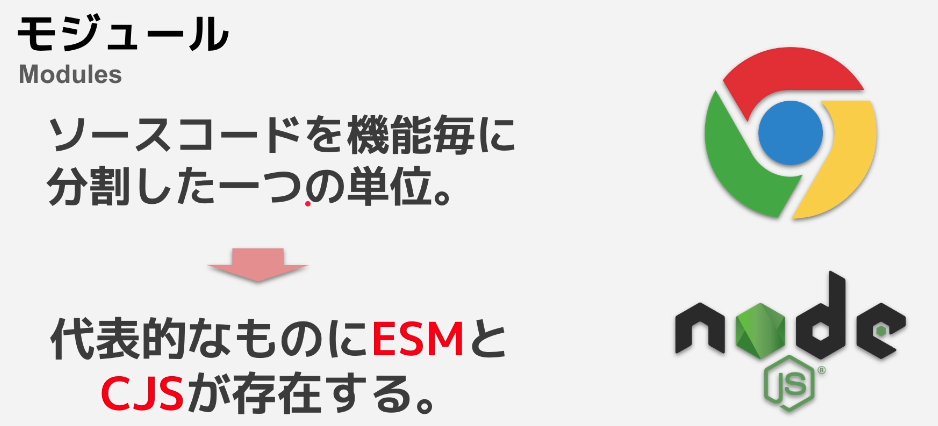 モジュール
Modules
ソースコードを機能毎に
分割した一つの単位。
代表的なものにESMと
CJSが存在する。
node
JS®